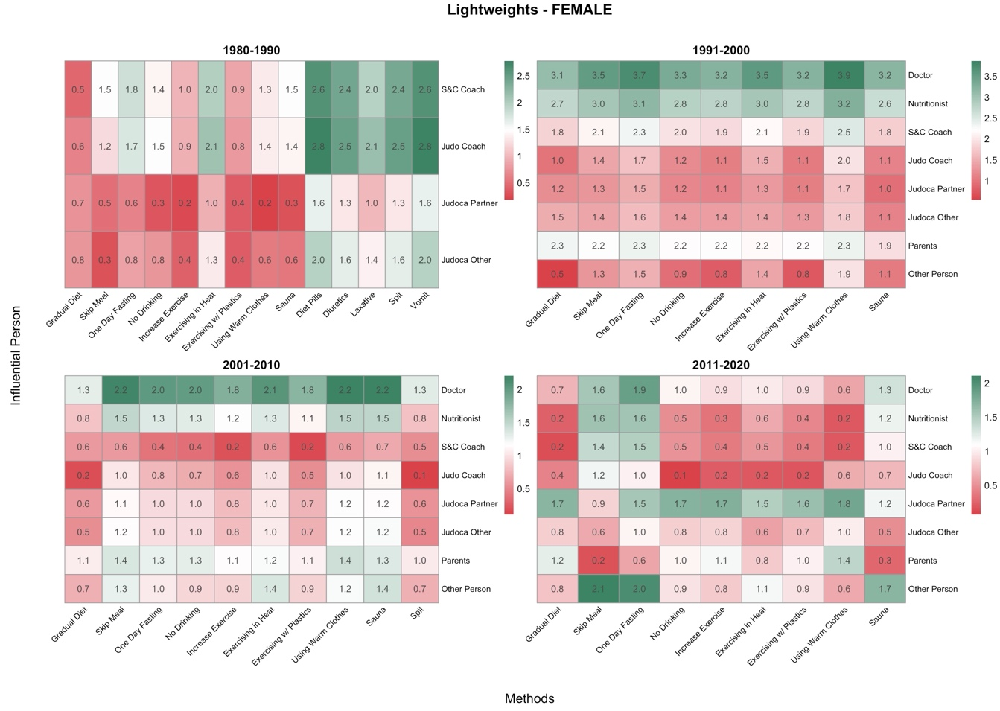 Lightweights - FEMALE
1980-1990
0.5 1.5 1.8 1.4 1.0 2.0 0.9 1.3 1.5 2.6 2.4 2.0 2.4 2.6 S&C Coach
0.6 1.2 1.7 1.5 0.9 2.1 0.8 1.4 1.4 2.8 2.5 2.1 2.5 2.8 Judo Coach
0.7 0.5 0.6 0.3 0.2 1.0 0.4 0.2 0.3 1.6 1.3 1.0 1.3 1.6 Judoca Partner
0.8 0.3 0.8 0.8 0.4 1.3 0.4 0.6 0.6 2.0 1.6 1.4 1.6 2.0 Judoca Other
Gradual Diet
Skip Meal
One Day Fasting
No Drinking
Increase Exercise
Exercising in Heat
Exercising w/ Plastics
Using Warm Clothes
Sauna
Diet Pills
Diuretics
Laxative
Spit
Vomit
2.5
2
1.5
1
0.5
1991-2000
3.1 3.5 3.7 3.3 3.2 3.5 3.2 3.9 3.2 Doctor
2.7 3.0 3.1 2.8 2.8 3.0 2.8 3.2 2.6 Nutritionist
1.8 2.1 2.3 2.0 1.9 2.1 1.9 2.5 1.8 S&C Coach
1.0 1.4 1.7 1.2 1.1 1.5 1.1 2.0 1.1 Judo Coach
1.2 1.3 1.5 1.2 1.1 1.3 1.1 1.7 1.0 Judoca Partner
1.5 1.4 1.6 1.4 1.4 1.4 1.3 1.8 1.1 Judoca Other
2.3 2.2 2.3 2.2 2.2 2.2 2.2 2.3 1.9 Parents
0.5 1.3 1.5 0.9 0.8 1.4 0.8 1.9 1.1 Other Person
Gradual Diet
Skip Meal
One Day Fasting
No Drinking
Increase Exercise
Exercising in Heat
Exercising w/ Plastics
Using Warm Clothes
Sauna
3.5
3
2.5
2
1.5
1
Influential Person
2001-2010
1.3 2.2 2.0 2.0 1.8 2.1 1.8 2.2 2.2 1.3 Doctor
0.8 1.5 1.3 1.3 1.2 1.3 1.1 1.5 1.5 0.8 Nutritionist
0.6 0.6 0.4 0.4 0.2 0.6 0.2 0.6 0.7 0.5 S&C Coach
0.2 1.0 0.8 0.7 0.6 1.0 0.5 1.0 1.1 0.1 Judo Coach
0.6 1.1 1.0 1.0 0.8 1.0 0.7 1.2 1.2 0.6 Judoca Partner
0.5 1.2 1.0 1.0 0.8 1.0 0.7 1.2 1.2 0.5 Judoca Other
1.1 1.4 1.3 1.3 1.1 1.2 1.1 1.4 1.3 1.0 Parents
0.7 1.3 1.0 0.9 0.9 1.4 0.9 1.2 1.4 0.7 Other Person
Gradual Diet
Skip Meal
One Day Fasting
No Drinking
Increase Exercise
Exercising in Heat
Exercising w/ Plastics
Using Warm Clothes
Sauna
Spit
2
1.5
1
0.5
2011-2020
0.7 1.6 1.9 1.0 0.9 1.0 0.9 0.6 1.3 Doctor
0.2 1.6 1.6 0.5 0.3 0.6 0.4 0.2 1.2 Nutritionist
0.2 1.4 1.5 0.5 0.4 0.5 0.4 0.2 1.0 S&C Coach
0.4 1.2 1.0 0.1 0.2 0.2 0.2 0.6 0.7 Judo Coach
1.7 0.9 1.5 1.7 1.7 1.5 1.6 1.8 1.2 Judoca Partner
0.8 0.6 1.0 0.8 0.8 0.6 0.7 1.0 0.5 Judoca Other
1.2 0.2 0.6 1.0 1.1 0.8 1.0 1.4 0.3 Parents
0.8 2.1 2.0 0.9 0.8 1.1 0.9 0.6 1.7 Other Person
Gradual Diet
Skip Meal
One Day Fasting
No Drinking
Increase Exercise
Exercising in Heat
Exercising w/ Plastics
Using Warm Clothes
Sauna
2
1.5
1
0.5
Methods